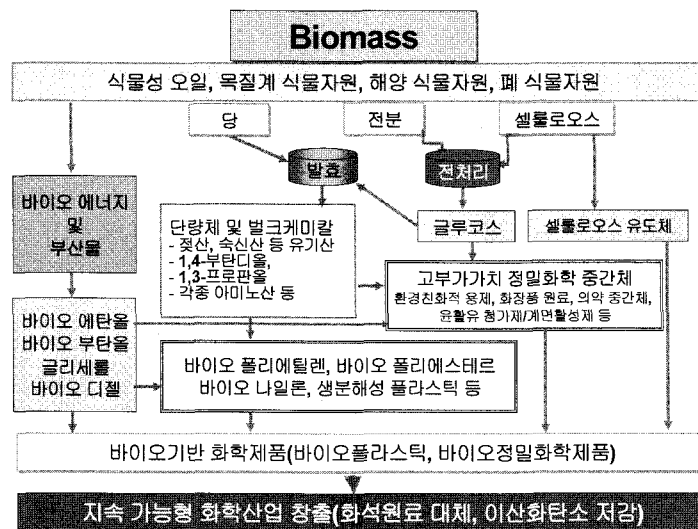 Biomass
식물성 오일, 목질계 식물자원, 해양 식물자원, 폐 식물자원
당
전분
셀룰로오스
발효
전처리
바이오 에너지
및
부산물
단량체 및 벌크케미칼
- 젖산, 숙신산 등 유기산
- 1,4-부탄디올,
- 1,3-프로판올
- 각종 아미노산 등
글루코스
셀룰로오스 유도체
고부가가치 정밀화학 중간체
환경친화적 용제, 화장품 원료, 의약 중간체,
윤활유 첨가제/계면활성제 등
바이오 에탄올
바이오 부탄올
글리세롤
바이오 디젤
바이오 폴리에틸렌, 바이오 폴리에스테르
바이오 나일론, 생분해성 플라스틱 등
바이오기반 화학제품(바이오플라스틱, 바이오정밀화학제품)
지속 가능형 화학산업 창출(화석원료 대체, 이산화탄소 저감)